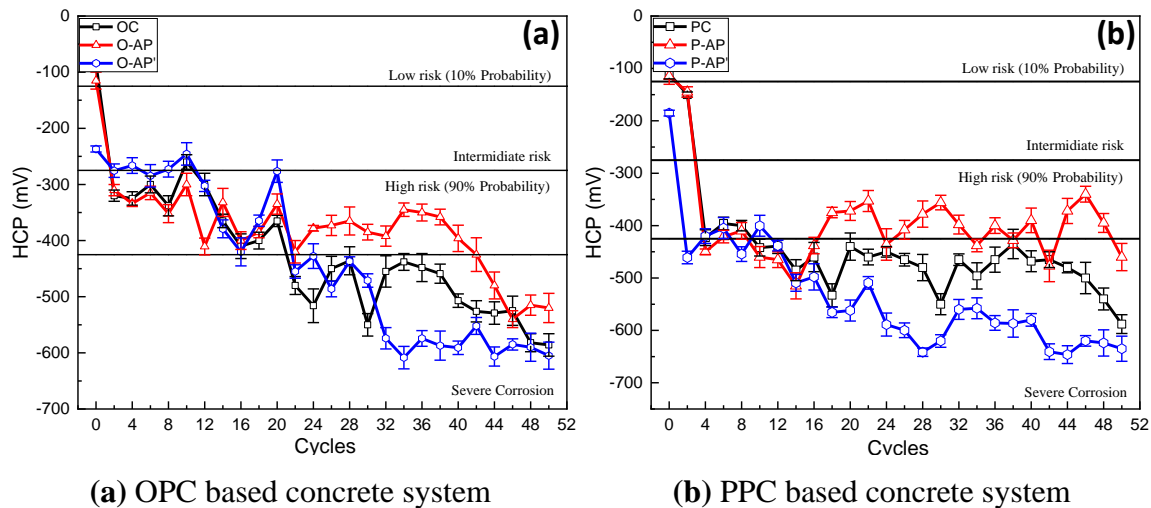 (a)
OC
O-AP
O-AP'
Low risk (10% Probability)
Intermidiate risk
High risk (90% Probability)
Severe Corrosion
HCP (mV)
0
-100
-200
-300
-400
-500
-600
-700
0 4 8 12 16 20 24 28 32 36 40 44 48 52
Cycles
(a) OPC based concrete system
(b)
PC
P-AP
P-AP'
Low risk (10% Probability)
Intermidiate risk
High risk (90% Probability)
Severe Corrosion
HCP (mV)
0
-100
-200
-300
-400
-500
-600
-700
0 4 8 12 16 20 24 28 32 36 40 44 48 52
Cycles
(b) PPC based concrete system